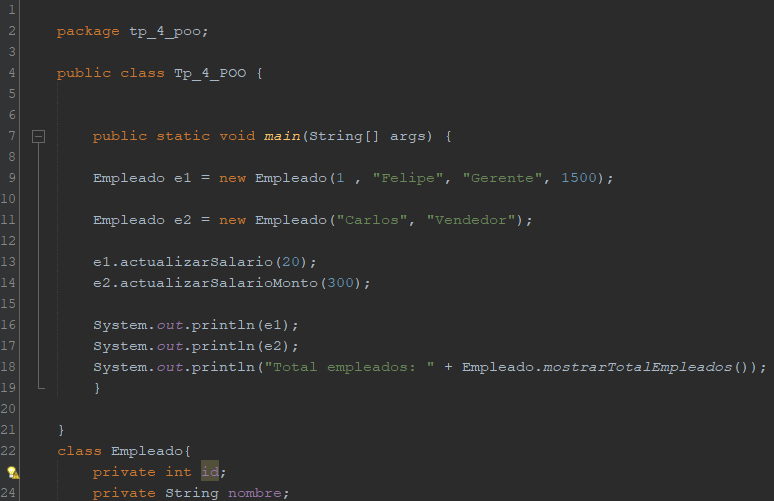 1
2 package tp_4_poo;
3
4 public class Tp_4_POO {
5
6
7 public static void main(String[] args) {
8
9 Empleado e1 = new Empleado(1 , "Felipe", "Gerente", 1500);
10
11 Empleado e2 = new Empleado("Carlos", "Vendedor");
12
13 e1.actualizarSalario(20);
14 e2.actualizarSalarioMonto(300);
15
16 System.out.println(e1);
17 System.out.println(e2);
18 System.out.println("Total empleados: " + Empleado.mostrarTotalEmpleados());
19 }
20
21 }
22 class Empleado{
private int id;
24 private String nombre;